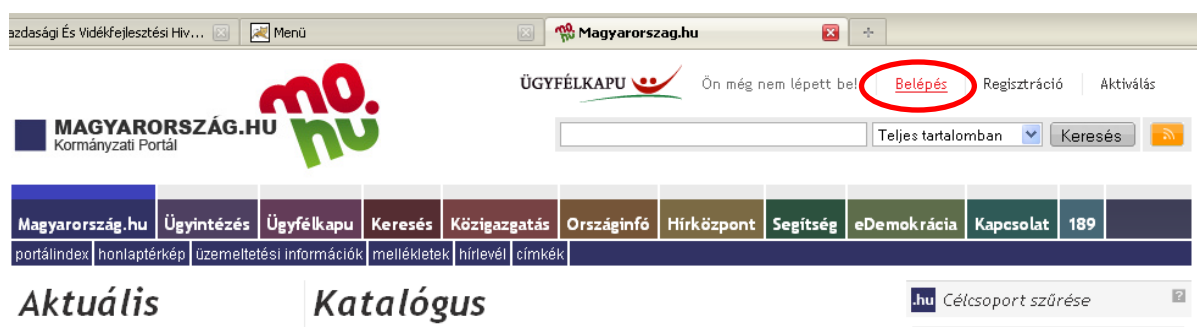 azdasági És Vidékfejlesztési Hiv... Menü Magyarorszag.hu
ÜGYFÉLKAPU Ön még nem lépett be! Belépés Regisztráció Aktiválás
mo.
hu
MAGYARORSZÁG.HU
Kormányzati Portál
Teljes tartalomban Keresés
Magyarország.hu Ügyintézés Ügyfélkapu Keresés Közigazgatás Országinfó Hírközpont Segítség eDemokrácia Kapcsolat 189
portálindex honlaptérkép üzemeltetési információk mellékletek hírlevél címkék
Aktuális Katalógus .hu Célcsoport szűrése ?